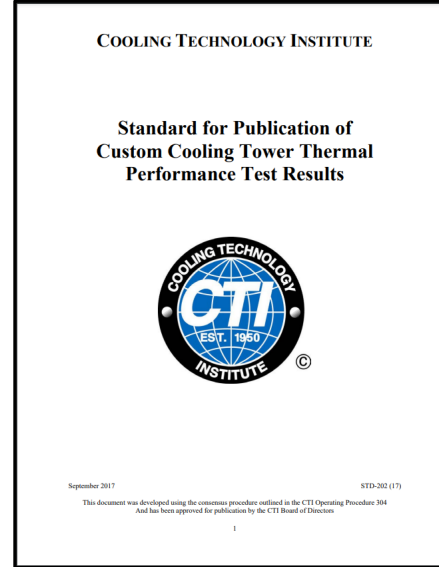 COOLING TECHNOLOGY INSTITUTE
Standard for Publication of
Custom Cooling Tower Thermal
Performance Test Results
COOLING TECHNOLOGY
CTI
EST. 1950
INSTITUTE
©
September 2017 STD-202 (17)
This document was developed using the consensus procedure outlined in the CTI Operating Procedure 304
And has been approved for publication by the CTI Board of Directors
1